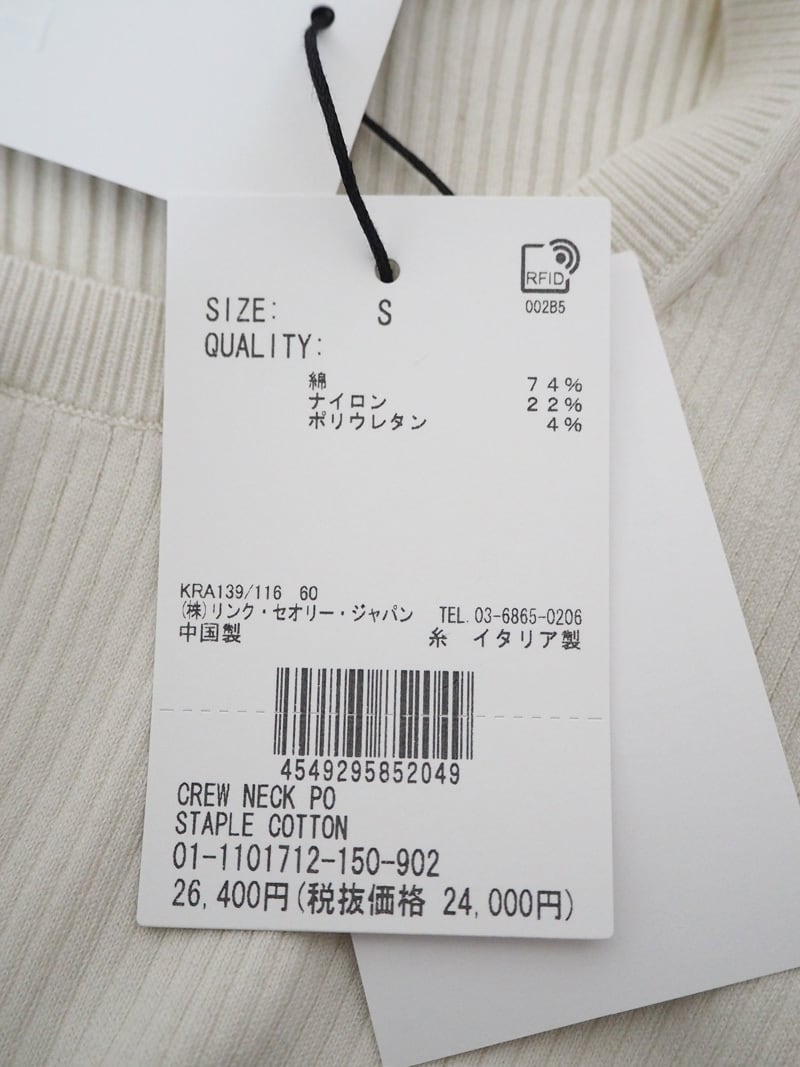 RFID
002B5
SIZE: S
QUALITY:
綿 74%
ナイロン 22%
ポリウレタン 4%
KRA139/116 60
(株)リンク・セオリー・ジャパン TEL.03-6865-0206
中国製 糸 イタリア製
4549295852049
CREW NECK PO
STAPLE COTTON
01-1101712-150-902
26,400円(税抜価格 24,000円)